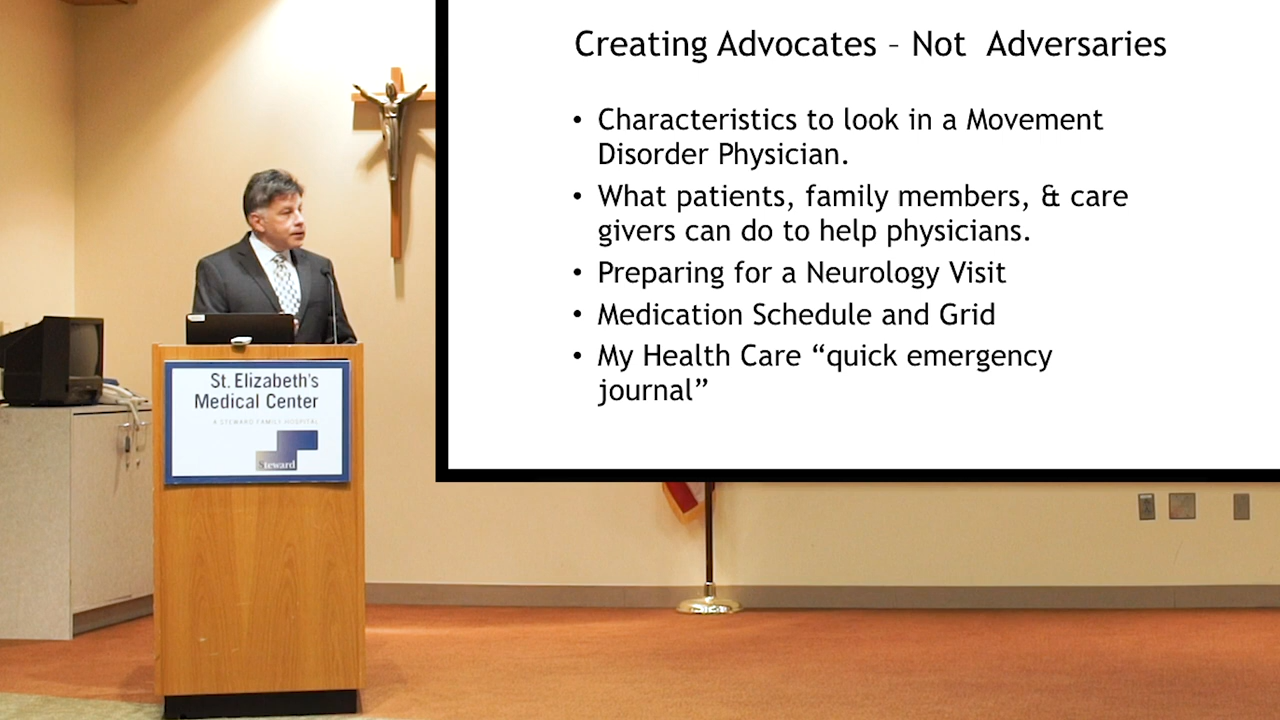 Creating Advocates – Not  Adversaries
• Characteristics to look in a Movement
Disorder Physician.
• What patients, family members, & care
givers can do to help physicians.
• Preparing for a Neurology Visit
• Medication Schedule and Grid
• My Health Care “quick emergency
journal”
St. Elizabeth's
Medical Center
A STEWARD FAMILY HOSPITAL
Steward